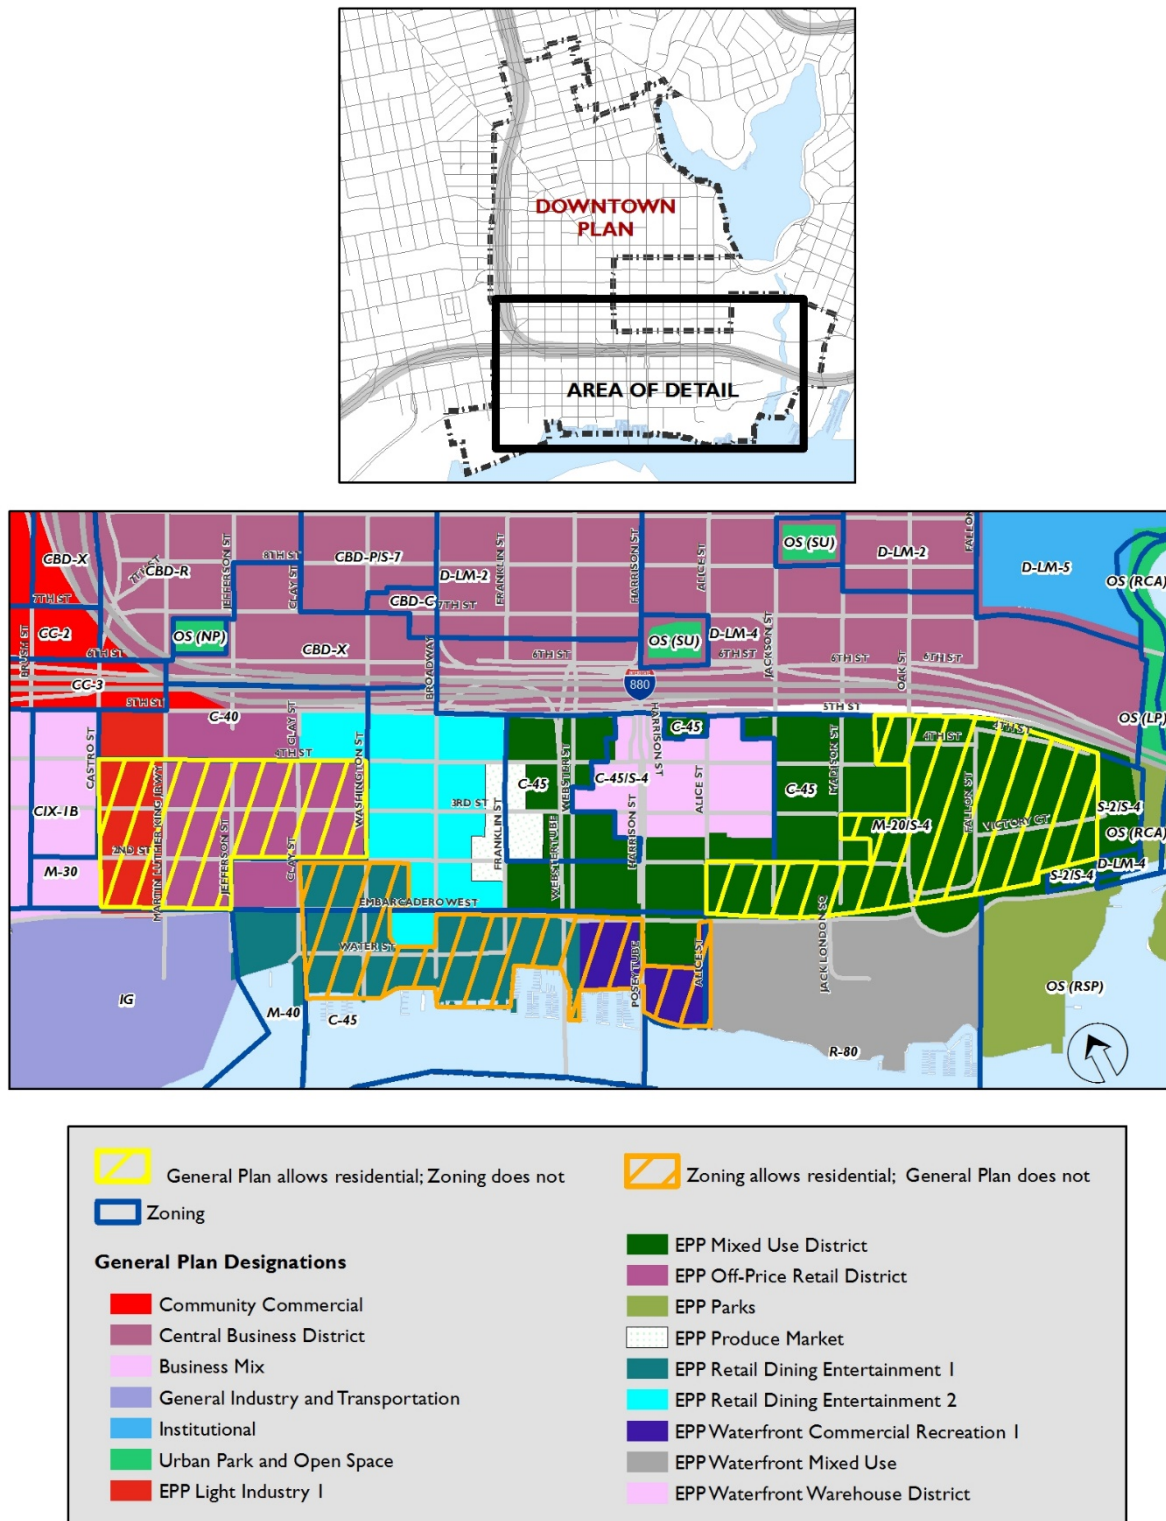 DOWNTOWN
PLAN
AREA OF DETAIL
CBD-X
CBD-R
7TH ST
JEFFERSON ST
8TH ST
CLAY ST
CBD-P/S-7
D-LM-2
FRANKLIN ST
HARRISON ST
ALICE ST
OS (SU)
D-LM-2
FALLON
D-LM-5
OS (RCA)
7TH ST
CBD-C
7TH ST
CC-2
OS (NP)
BRUSH ST
6TH ST
CBD-X
BROADWAY
6TH ST
OS (SU)
D-LM-4
6TH ST
JACKSON ST
6TH ST
OAK ST
6TH ST
CC-3
5TH ST
880
HARRISON ST
5TH ST
OS (LP)
C-40
CLAY ST
C-45
4TH ST
4TH ST
CASTRO ST
4TH ST
WASHINGTON ST
WEBSTER ST
C-45
C-45/S-4
ALICE ST
C-45
MADISON ST
CIX-1B
MARTIN LUTHER KING JR WY
3RD ST
FRANKLIN ST
HARRISON ST
M-20/S-4
FALLON ST
VICTORY CT
S-2/S-4
OS (RCA)
2ND ST
JEFFERSON ST
CLAY ST
WEBSTER TUBE
D-LM-4
M-30
S-2/S-4
EMBARCADERO WEST
WATER ST
POSEY TUBE
ALICE ST
JACK LONDON SQ
IG
M-40
C-45
OS (RSP)
R-80
General Plan allows residential; Zoning does not
Zoning allows residential; General Plan does not
Zoning
General Plan Designations
Community Commercial
Central Business District
Business Mix
General Industry and Transportation
Institutional
Urban Park and Open Space
EPP Light Industry 1
EPP Mixed Use District
EPP Off-Price Retail District
EPP Parks
EPP Produce Market
EPP Retail Dining Entertainment 1
EPP Retail Dining Entertainment 2
EPP Waterfront Commercial Recreation 1
EPP Waterfront Mixed Use
EPP Waterfront Warehouse District